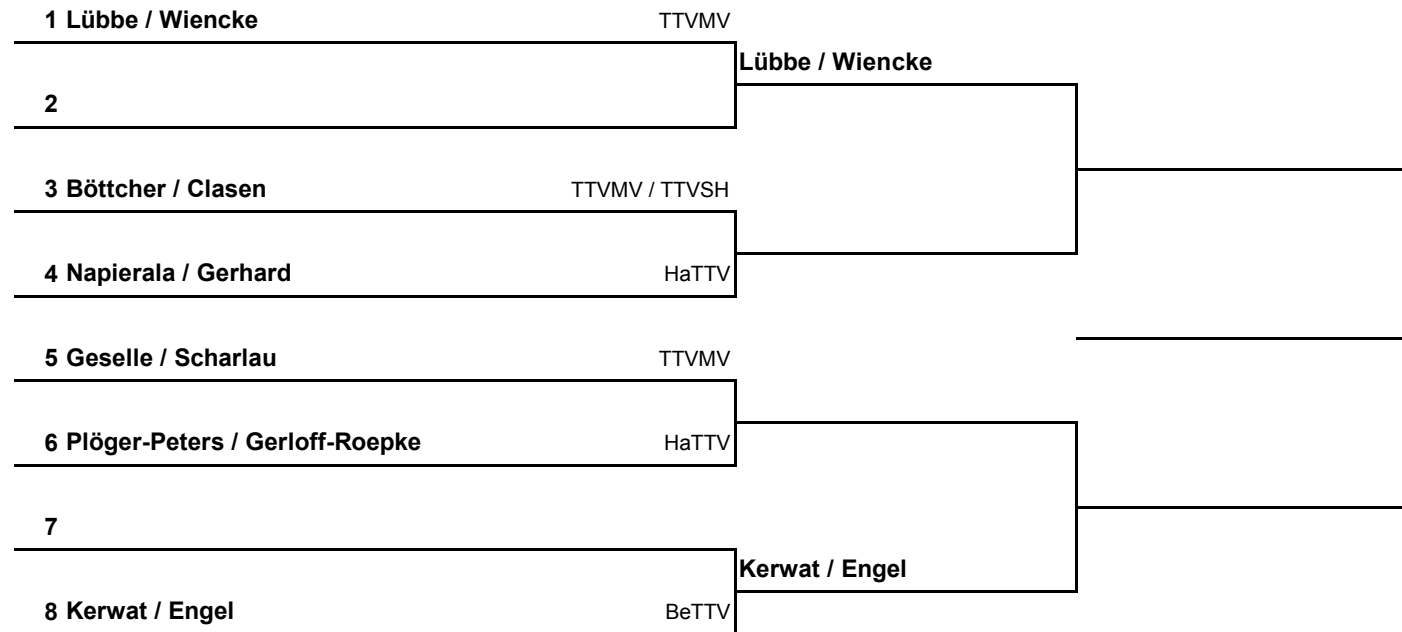 1 Lübbe / Wiencke TTVMV
Lübbe / Wiencke
2
3 Böttcher / Clasen TTVMV / TTVSH
4 Napierala / Gerhard HaTTV
5 Geselle / Scharlau TTVMV
6 Plöger-Peters / Gerloff-Roepke HaTTV
7
Kerwat / Engel
8 Kerwat / Engel BeTTV